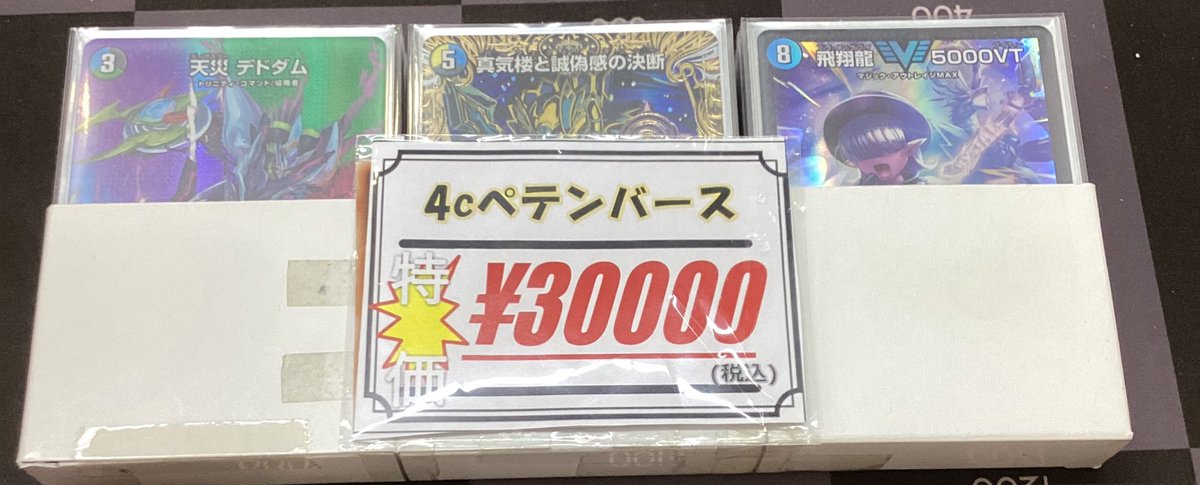 3
天災 デドダム
トリニティ・コマンド/侵略者
5
真気楼と誠偽感の決断
8
飛翔龍
5000VT
マジック・アウトレイジMAX
4cペテンバース
特価
¥30000
(税込)
400